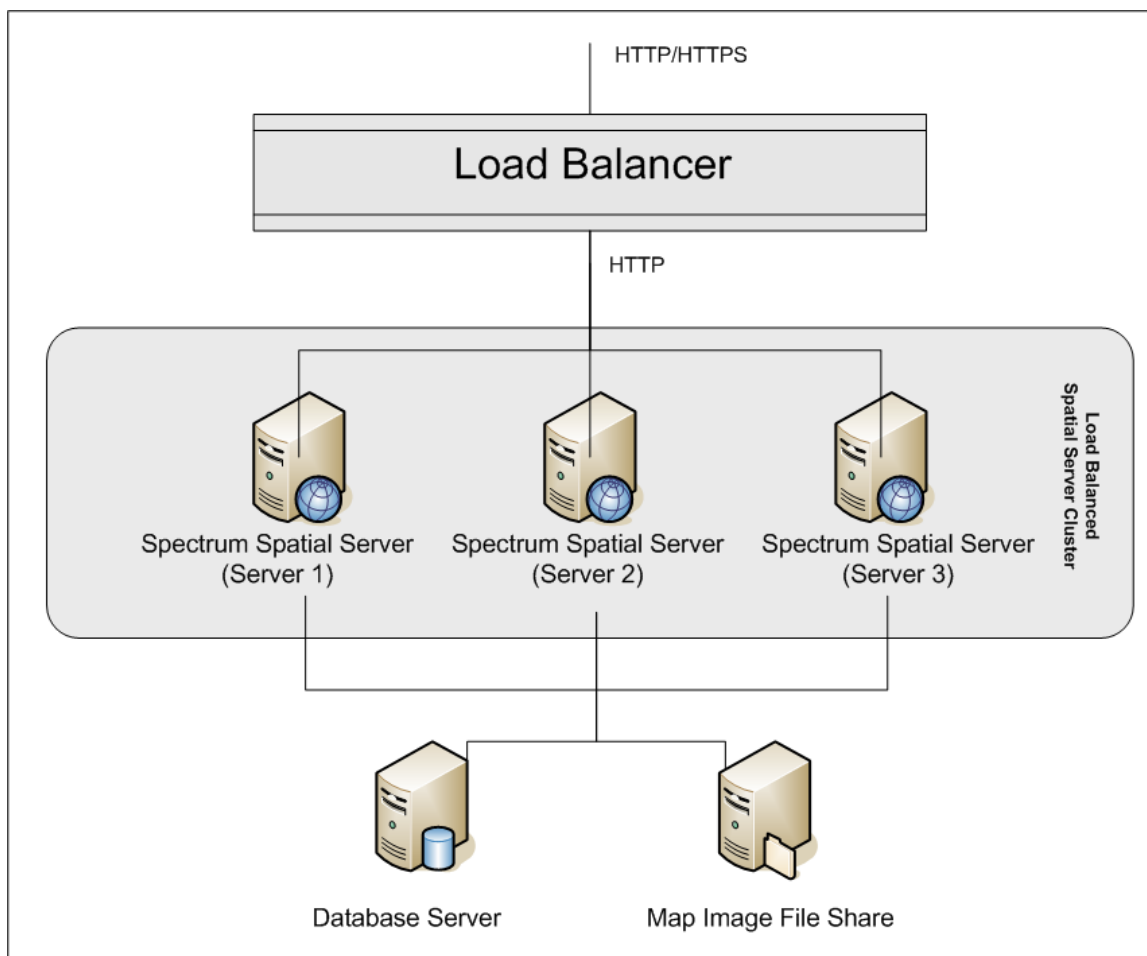 HTTP/HTTPS
Load Balancer
HTTP
Load Balanced
Spatial Server Cluster
Spectrum Spatial Server
(Server 1)
Spectrum Spatial Server
(Server 2)
Spectrum Spatial Server
(Server 3)
Database Server
Map Image File Share